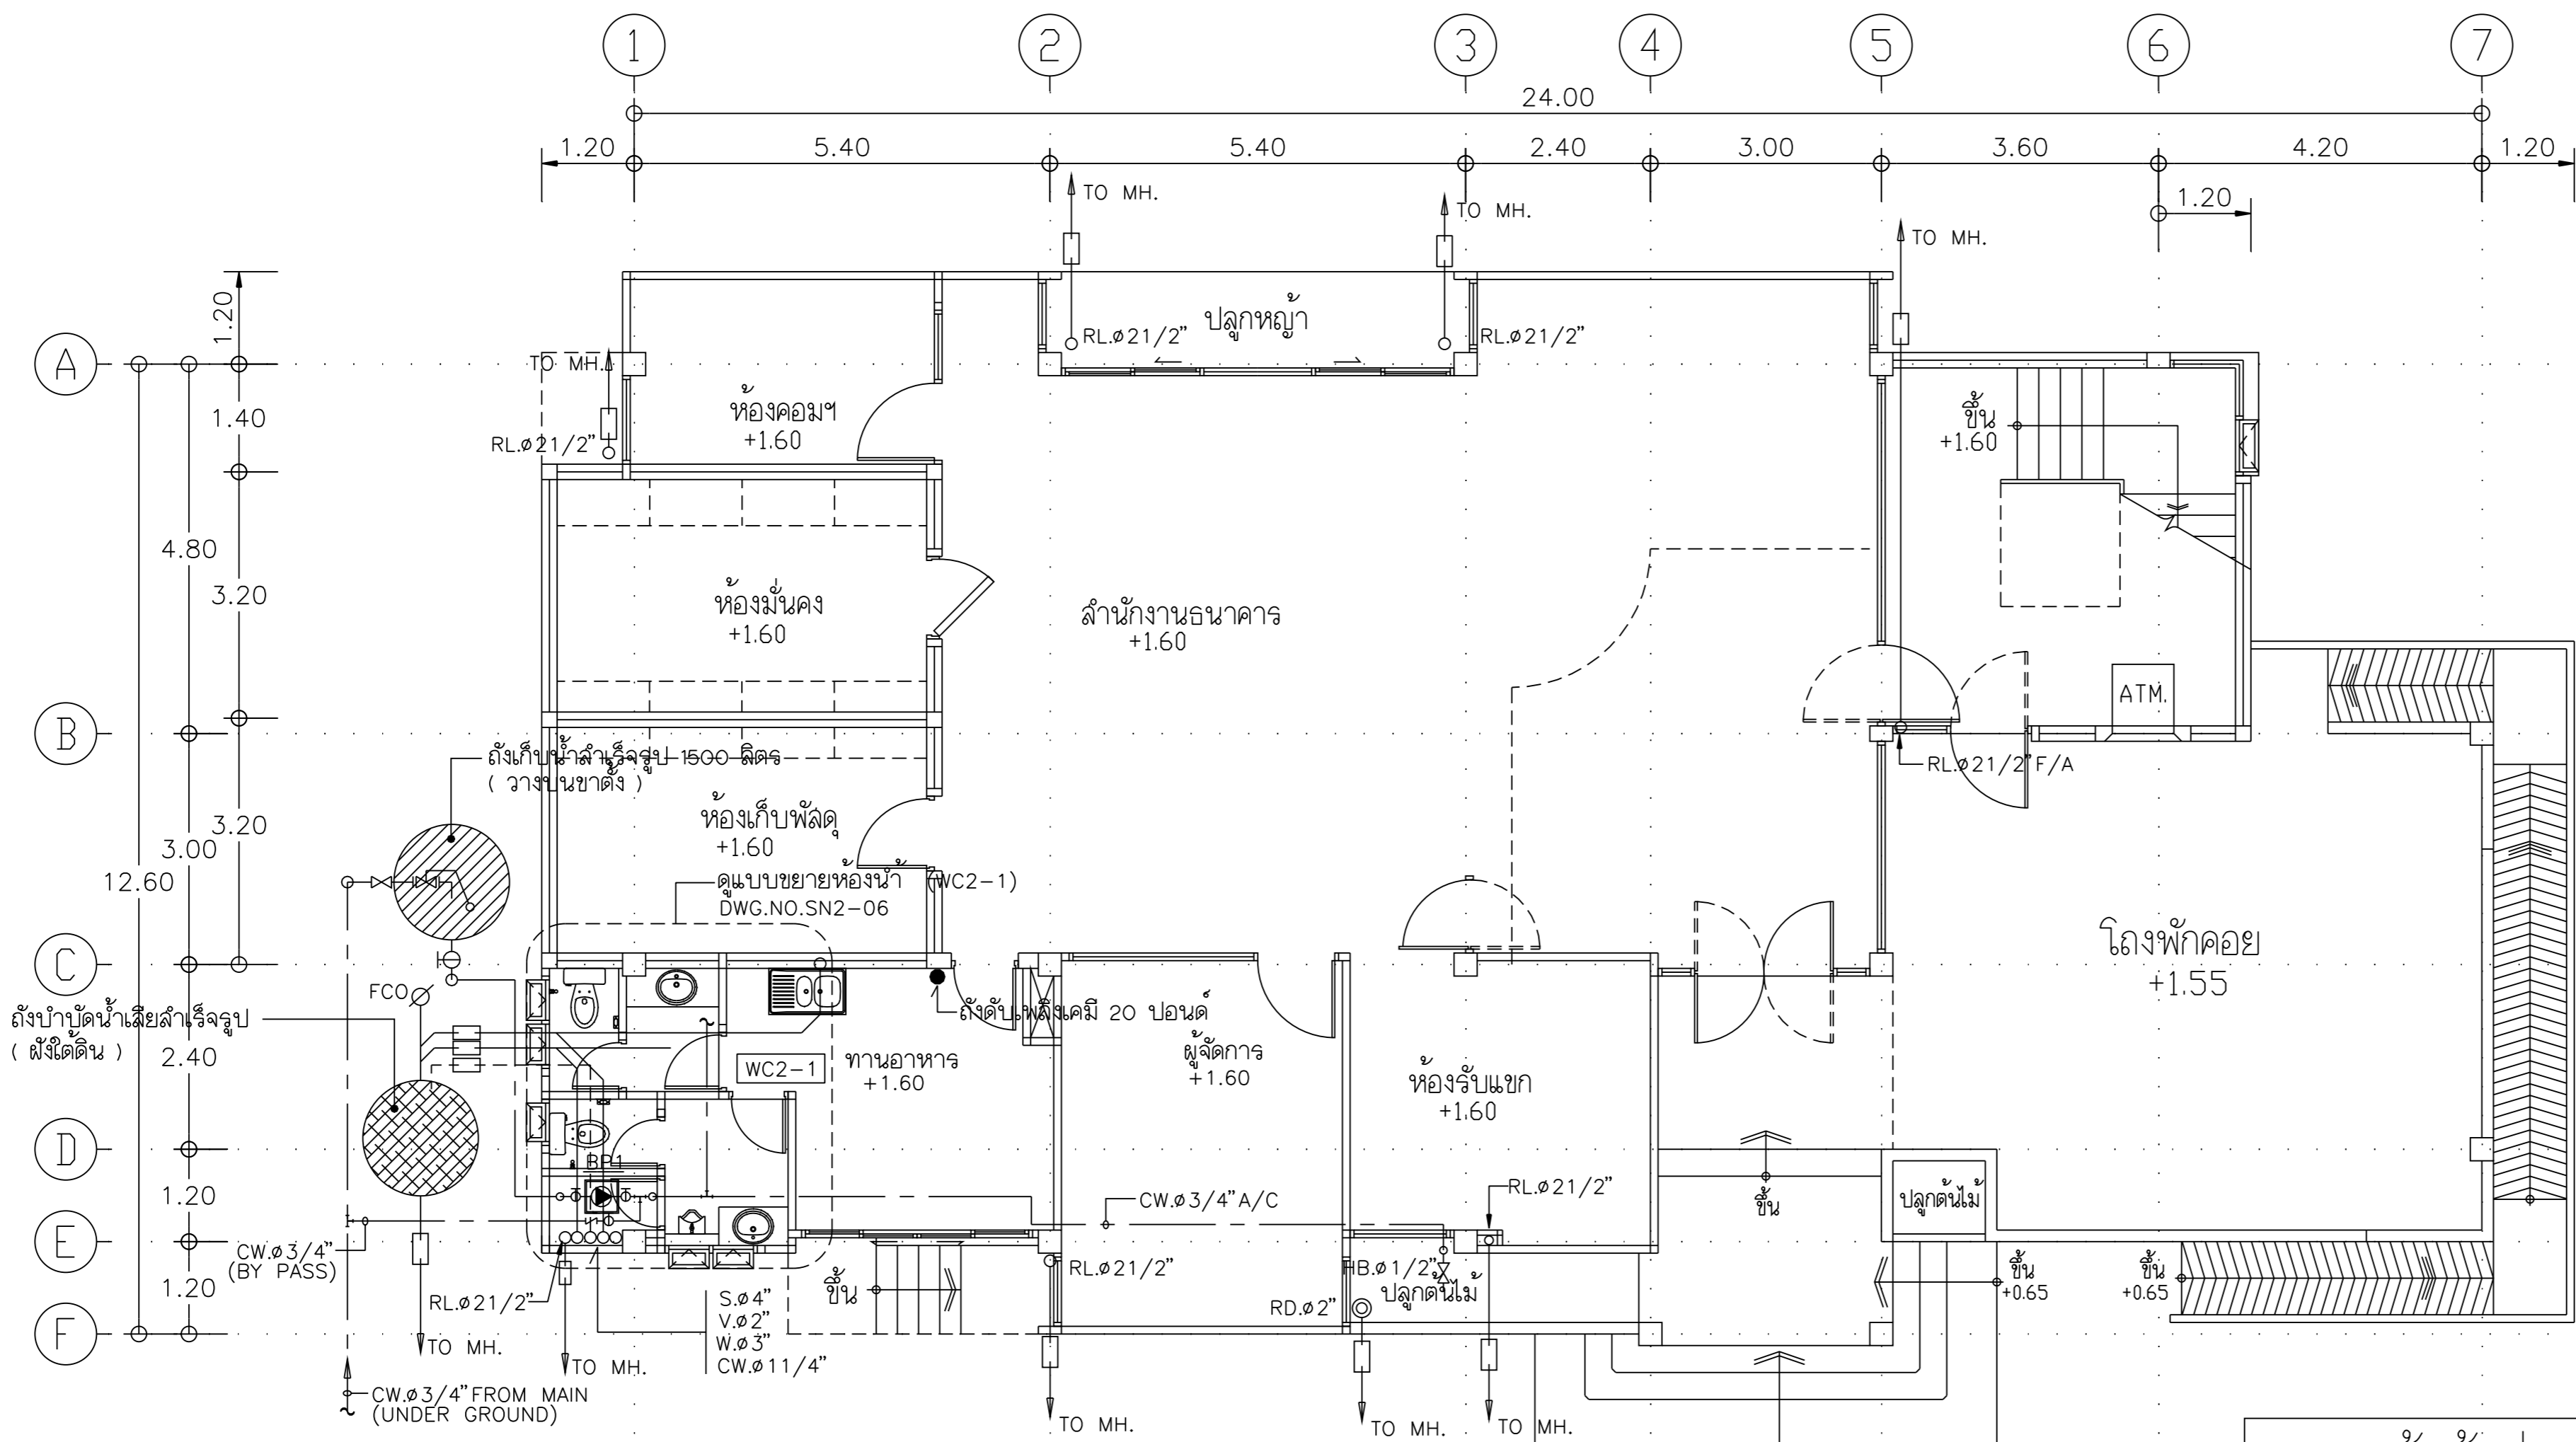 1
2
3
4
5
6
7
24.00
1.20
5.40
5.40
2.40
3.00
3.60
4.20
1.20
1.20
TO MH.
TO MH.
TO MH.
1.20
A
ปลูกหญ้า
RL.ø21/2"
RL.ø21/2"
TO MH.
RL.ø21/2"
1.40
ห้องคอมฯ
+1.60
ขึ้น
+1.60
4.80
3.20
ห้องมั่นคง
+1.60
สำนักงานธนาคาร
+1.60
ATM.
B
ถังเก็บน้ำสำเร็จรูป 1500 ลิตร
( วางบนขาตั้ง )
RL.ø21/2"F/A
3.20
3.00
12.60
ห้องเก็บพัสดุ
+1.60
ดูแบบขยายห้องน้ำ (WC2-1)
DWG.NO.SN2-06
โถงพักคอย
+1.55
C
FCO
ถังบำบัดน้ำเสียสำเร็จรูป
( ฝังใต้ดิน )
2.40
ถังดับเพลิงเคมี 20 ปอนด์
WC2-1
ทานอาหาร
+1.60
ผู้จัดการ
+1.60
ห้องรับแขก
+1.60
D
BP.1
1.20
CW.ø3/4"A/C
RL.ø21/2"
ขึ้น
ปลูกต้นไม้
E
CW.ø3/4"
(BY PASS)
1.20
RL.ø21/2"
S.ø4"
V.ø2"
W.ø3"
CW.ø11/4"
ขึ้น
RL.ø21/2"
HB.ø1/2"
ปลูกต้นไม้
RD.ø2"
ขึ้น
+0.65
ขึ้น
+0.65
F
TO MH.
TO MH.
CW.ø3/4"FROM MAIN
(UNDER GROUND)
TO MH.
TO MH.
TO MH.